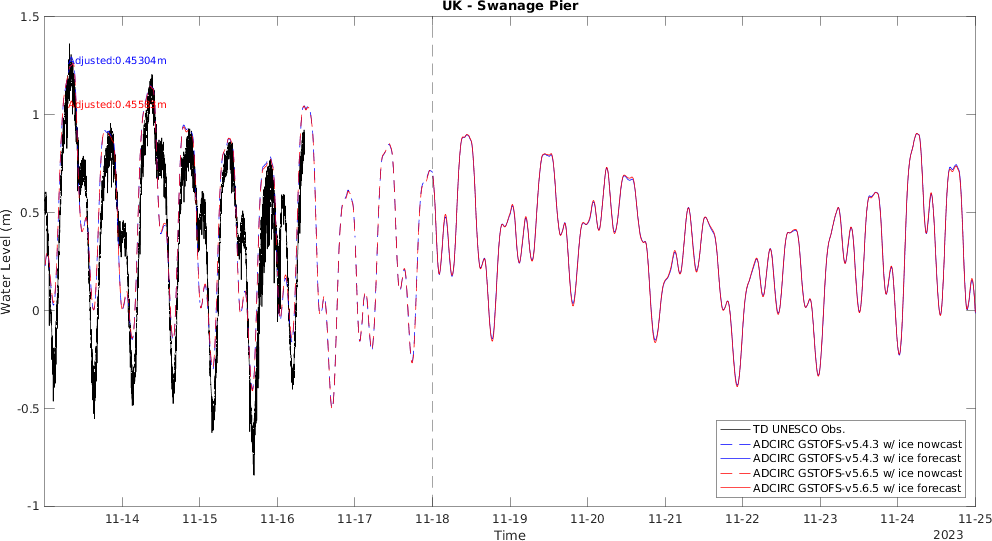 UK - Swanage Pier
1.5
1
0.5
0
-0.5
-1
Water Level (m)
Adjusted:0.45304m
11-14
11-15
11-16
11-17
11-18
11-19
11-20
11-21
11-22
11-23
11-24
11-25
Time
2023
TD UNESCO Obs.
ADCIRC GSTOFS-v5.4.3 w/ ice nowcast
ADCIRC GSTOFS-v5.4.3 w/ ice forecast
ADCIRC GSTOFS-v5.6.5 w/ ice nowcast
ADCIRC GSTOFS-v5.6.5 w/ ice forecast